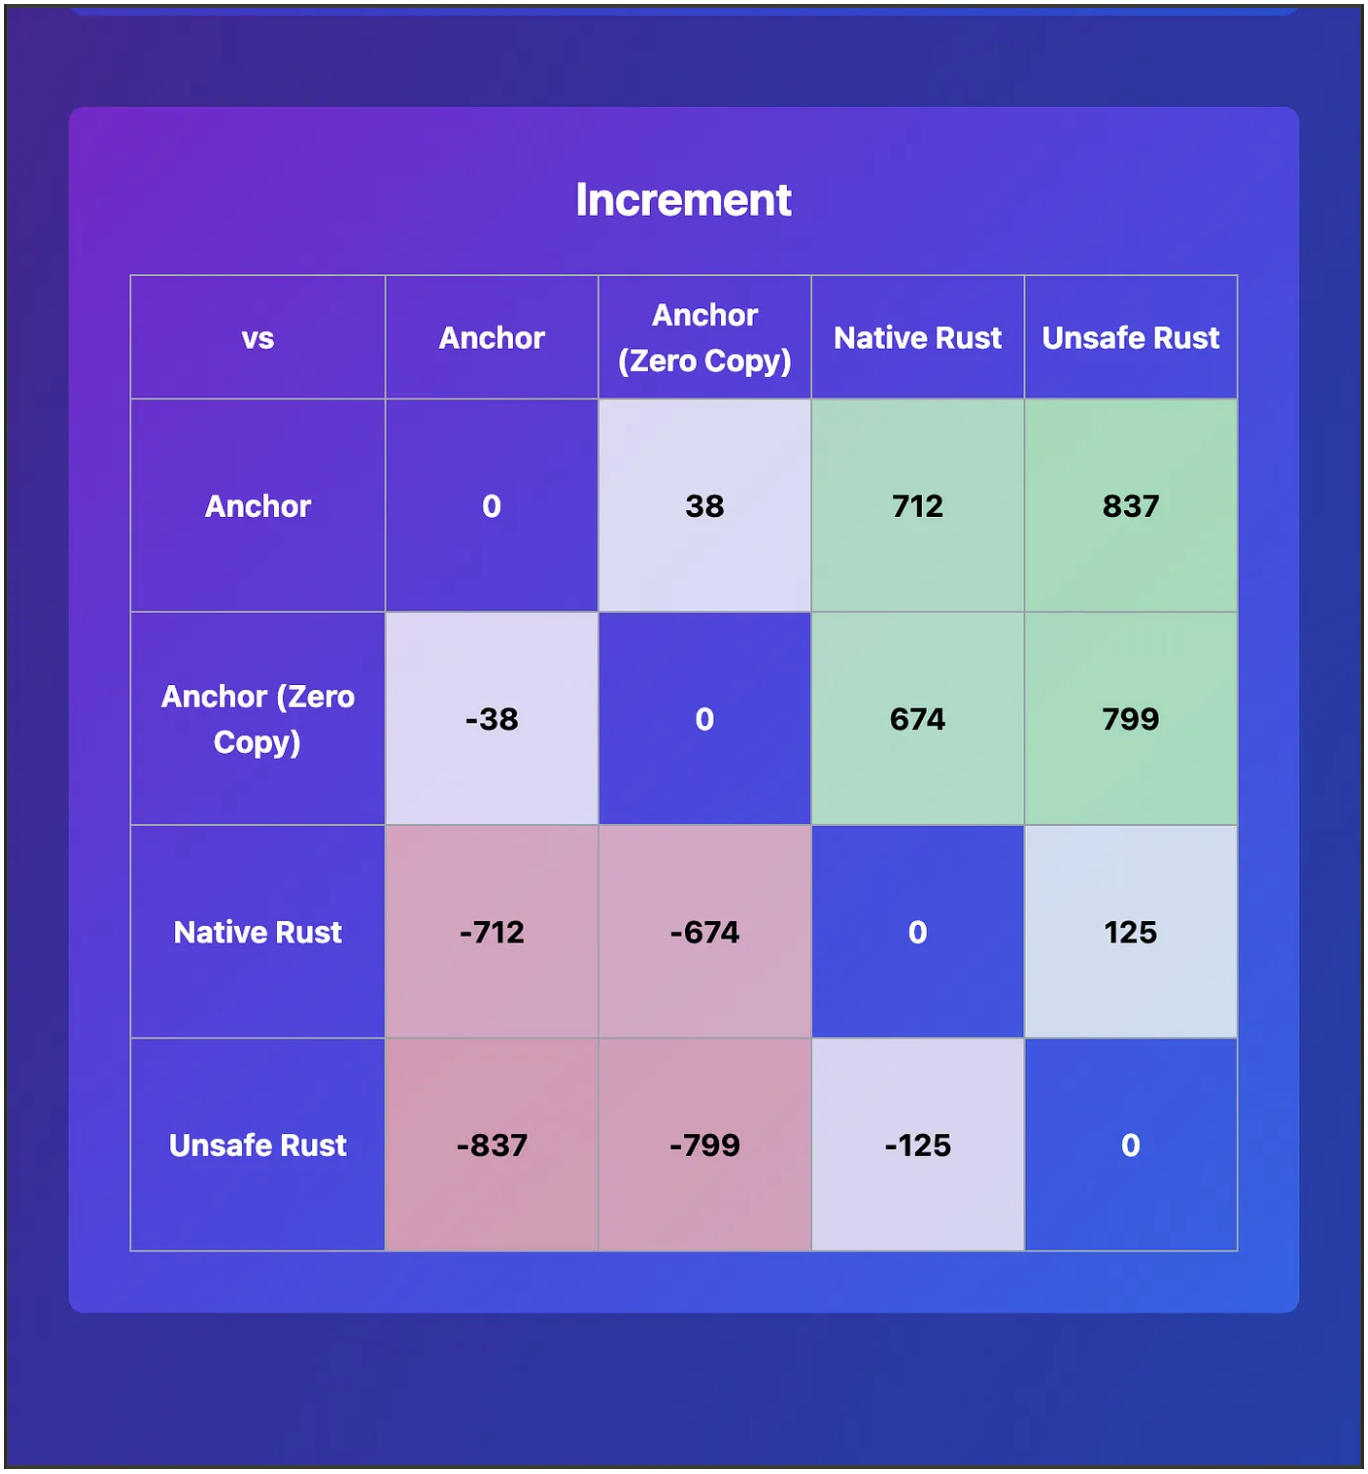 Increment
vs
Anchor
Anchor
(Zero Copy)
Native Rust
Unsafe Rust
Anchor
0
38
712
837
Anchor (Zero
Copy)
-38
0
674
799
Native Rust
-712
-674
0
125
Unsafe Rust
-837
-799
-125
0